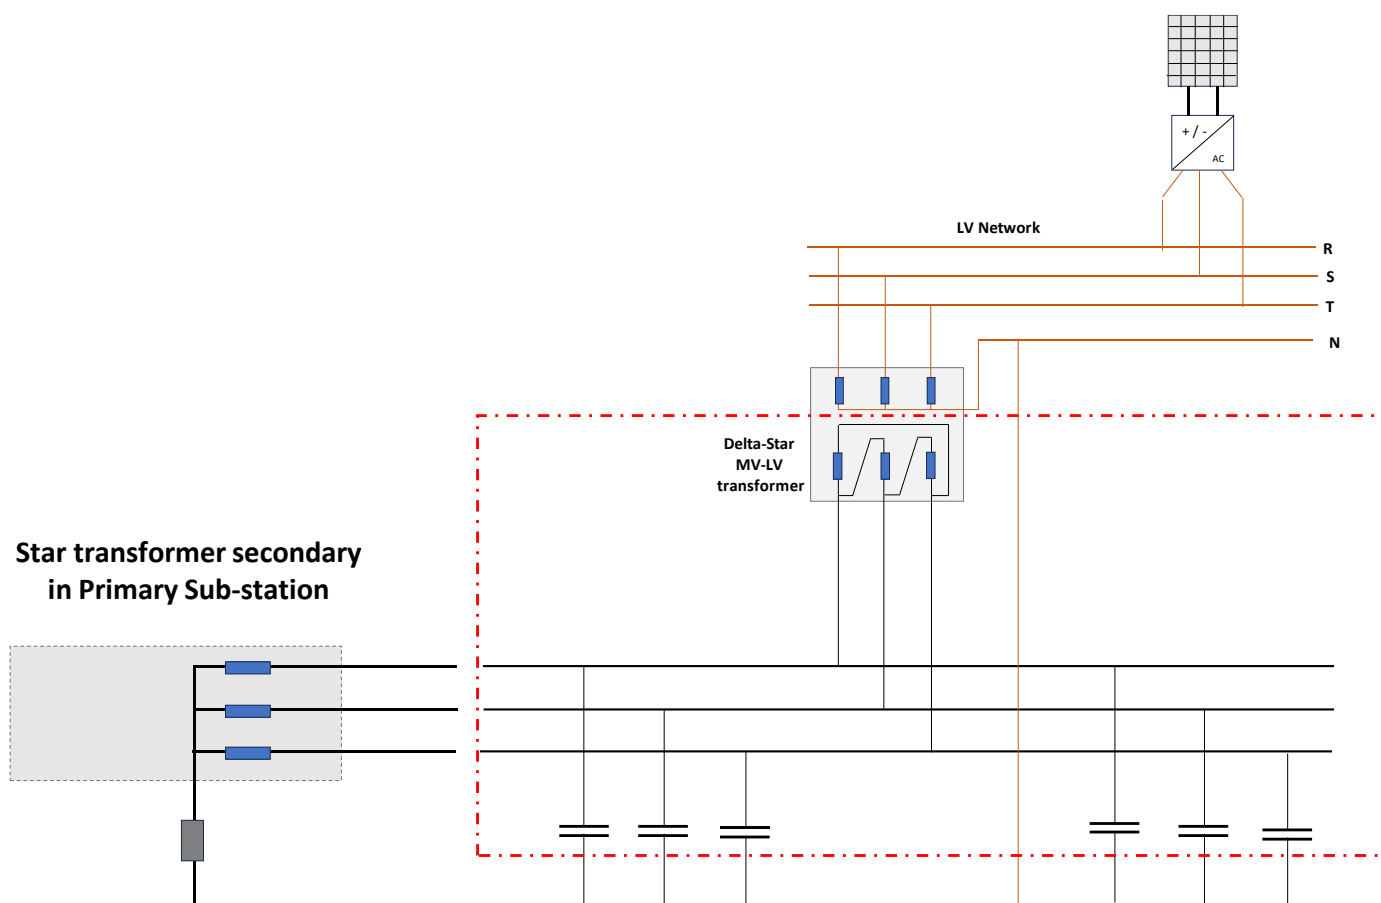 + / -
AC
LV Network
R
S
T
N
Delta-Star
MV-LV
transformer
Star transformer secondary
in Primary Sub-station